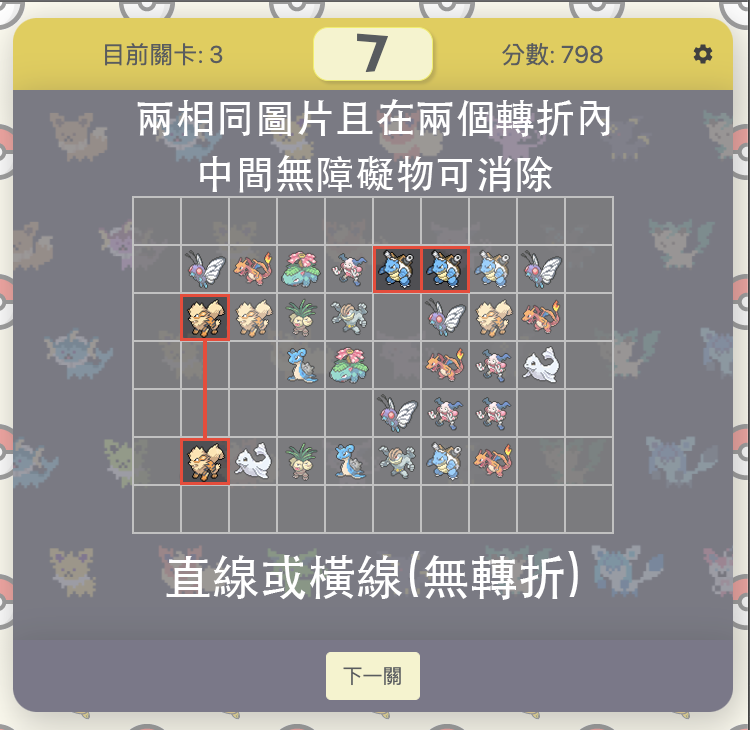 目前關卡: 3
7
分數: 798
兩相同圖片且在兩個轉折內
中間無障礙物可消除
直線或橫線(無轉折)
下一關